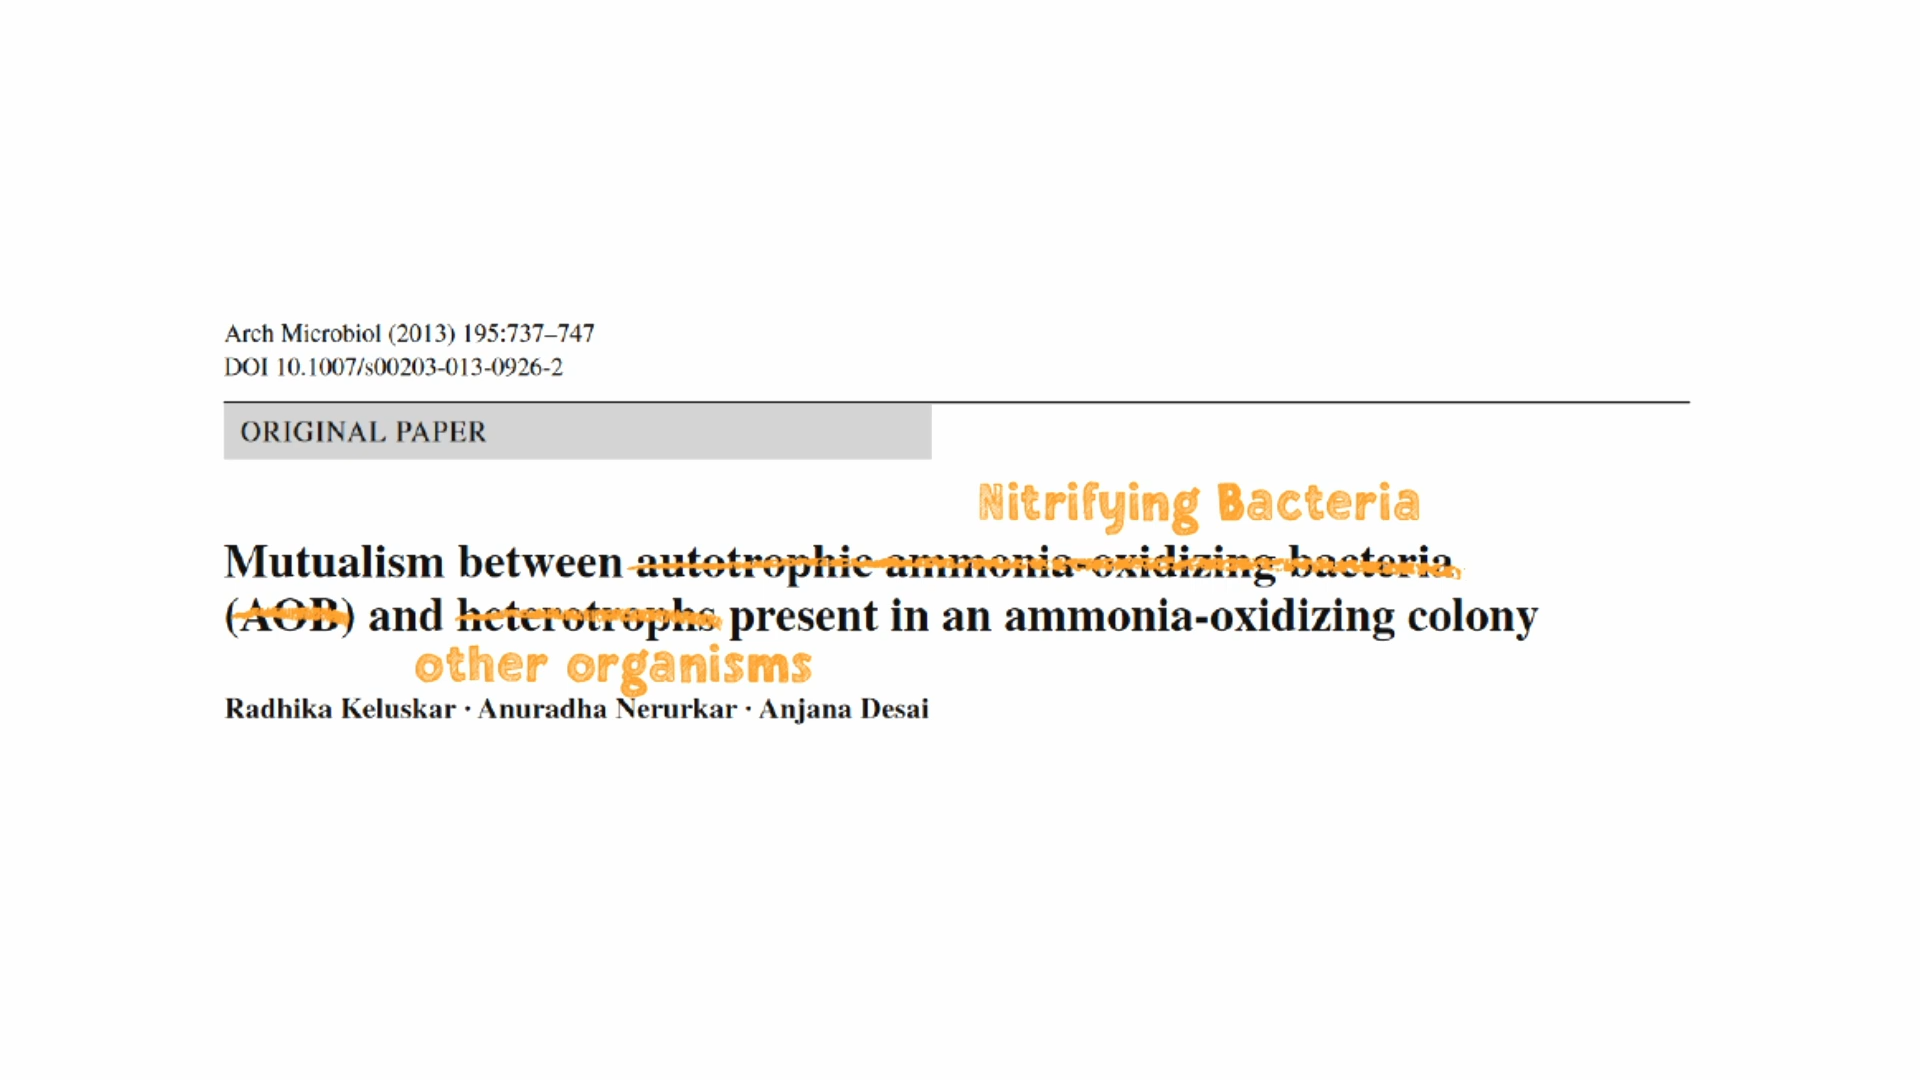 Arch Microbiol (2013) 195:737–747
DOI 10.1007/s00203-013-0926-2
ORIGINAL PAPER
Nitrifying Bacteria
Mutualism between autotrophic ammonia-oxidizing bacteria
(AOB) and heterotrophs present in an ammonia-oxidizing colony
other organisms
Radhika Keluskar · Anuradha Nerurkar · Anjana Desai